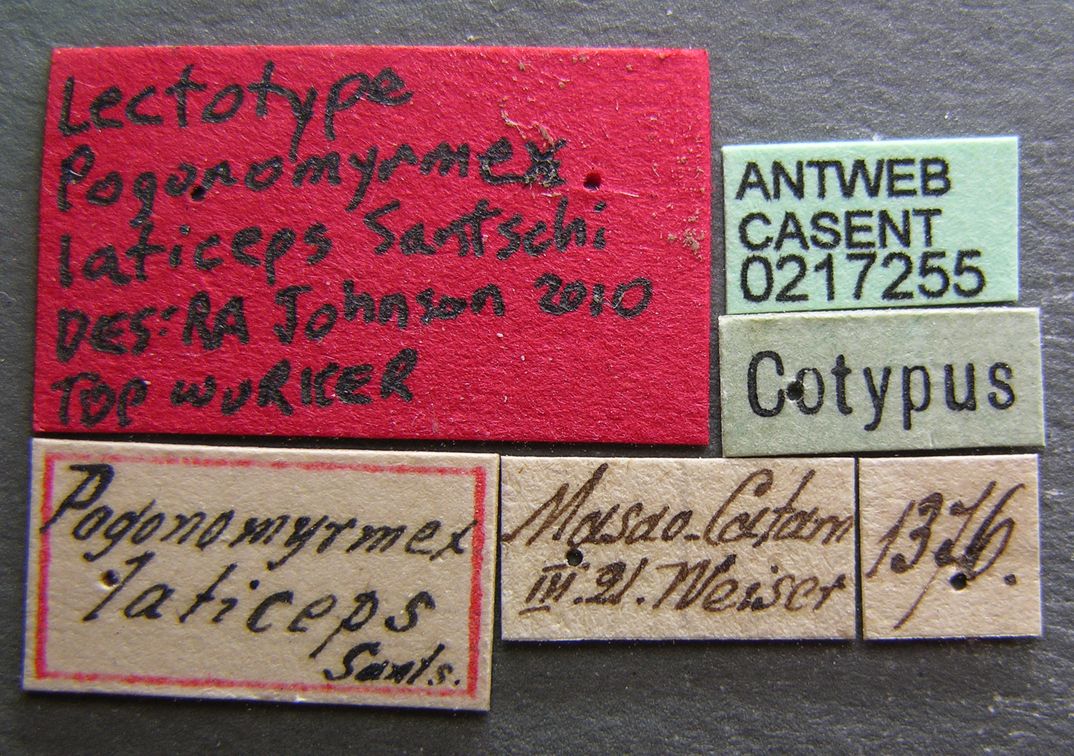 Lectotype
Pogonomyrmex
laticeps Santschi
DES: RA Johnson 2010
TOP WORKER
ANTWEB
CASENT
0217255
Cotypus
Pogonomyrmex
laticeps
Sants.
Masao-Catam
III.21. Weiser
1376.